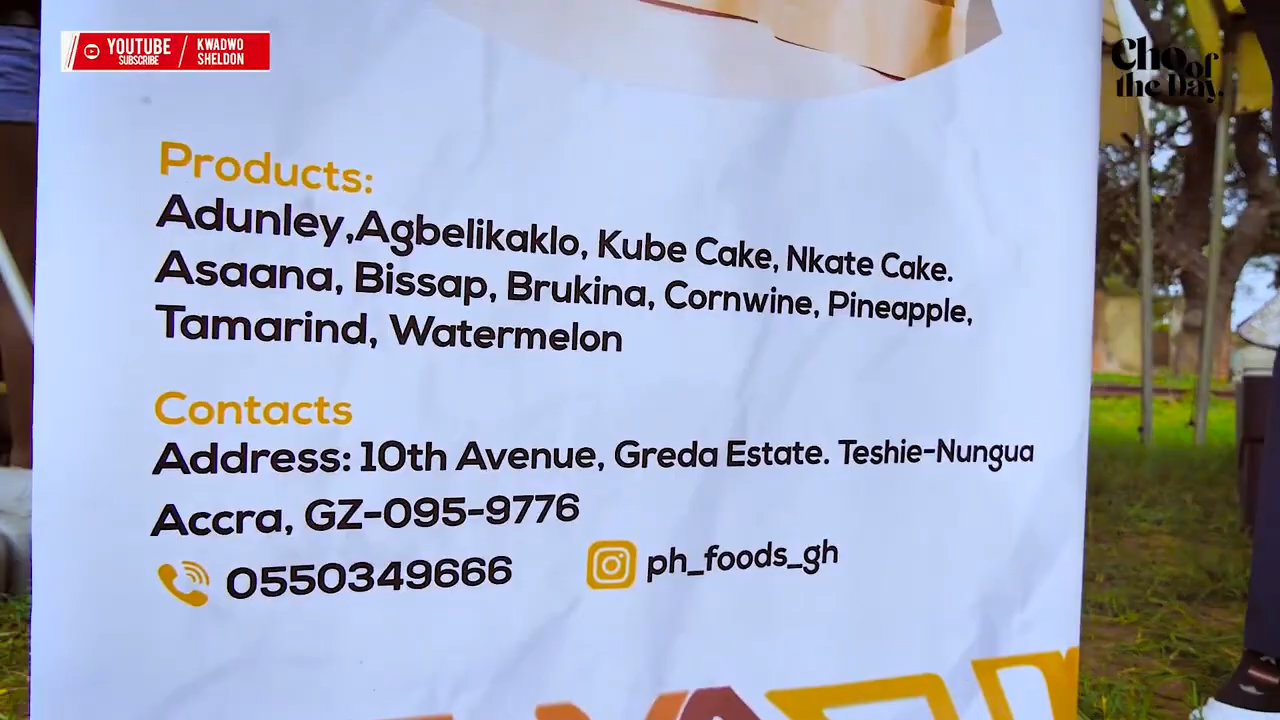 YOUTUBE
SUBSCRIBE
KWADWO
SHELDON
Cho of
the Day.
Products:
Adunley,Agbelikaklo, Kube Cake, Nkate Cake.
Asaana, Bissap, Brukina, Cornwine, Pineapple,
Tamarind, Watermelon
Contacts
Address: 10th Avenue, Greda Estate. Teshie-Nungua
Accra, GZ-095-9776
0550349666
ph_foods_gh